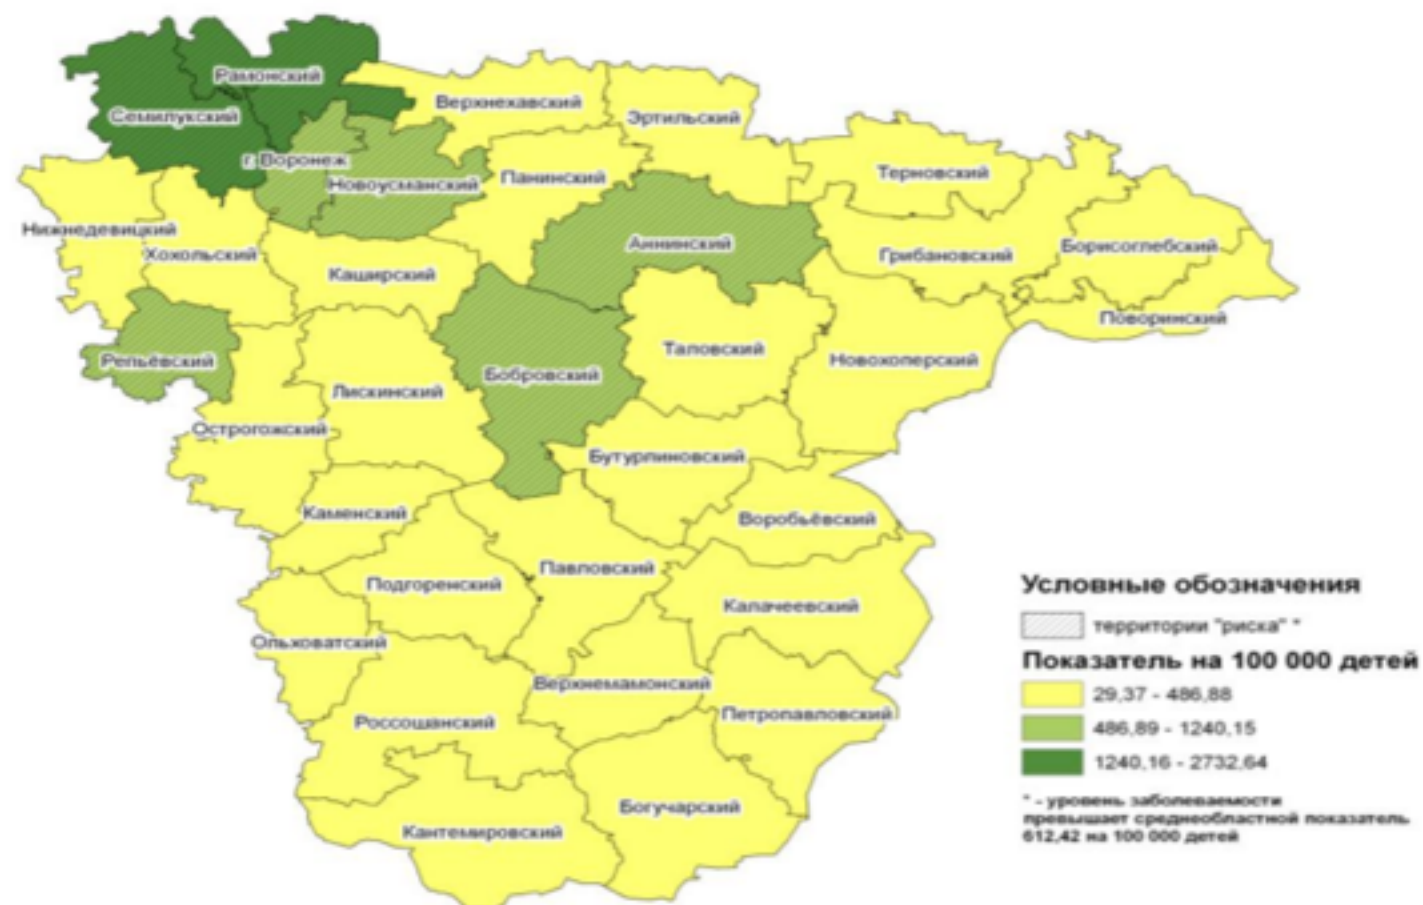 Рамонский
Верхнехавский
Семилукский
Эртильский
г. Воронеж
Новоусманский
Панинский
Терновский
Нижнедевицкий
Хохольский
Каширский
Аннинский
Грибановский
Борисоглебский
Поворинский
Репьёвский
Лискинский
Бобровский
Таловский
Новохоперский
Острогожский
Бутурлиновский
Каменский
Воробьёвский
Подгоренский
Павловский
Калачеевский
Ольховатский
Верхнемамонский
Россошанский
Петропавловский
Богучарский
Кантемировский
Условные обозначения
территории "риска" *
Показатель на 100 000 детей
29,37 - 486,88
486,89 - 1240,15
1240,16 - 2732,64
* - уровень заболеваемости
превышает среднеобластной показатель
612,42 на 100 000 детей